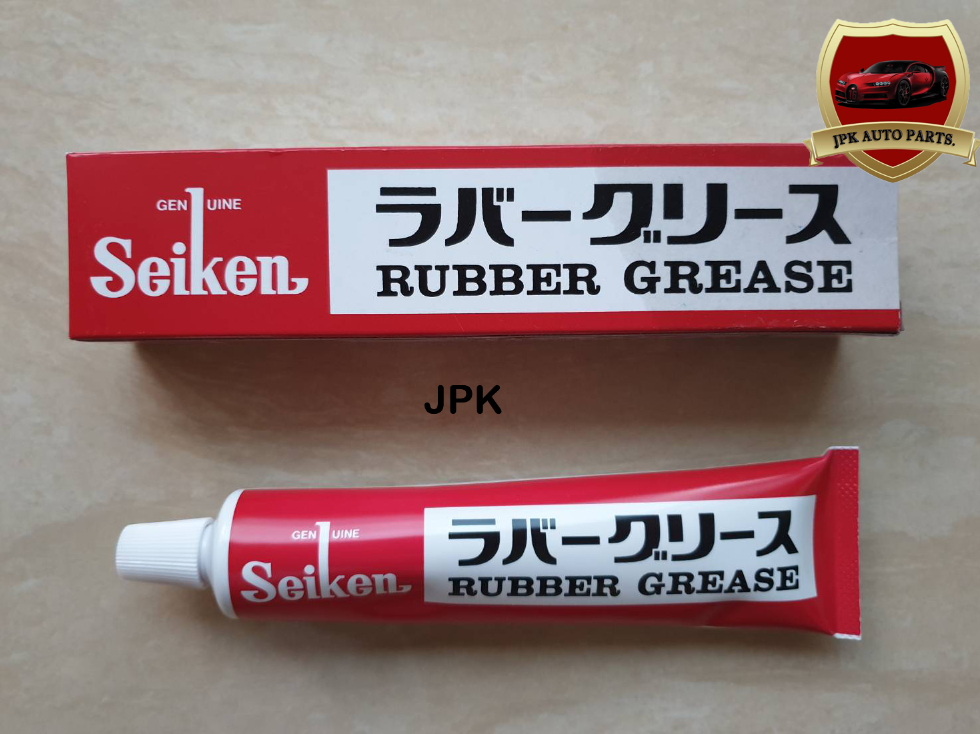 JPK AUTO PARTS.
GENUINE
Seiken
ラバーグリース
RUBBER GREASE
JPK
GENUINE
Seiken
ラバーグリース
RUBBER GREASE